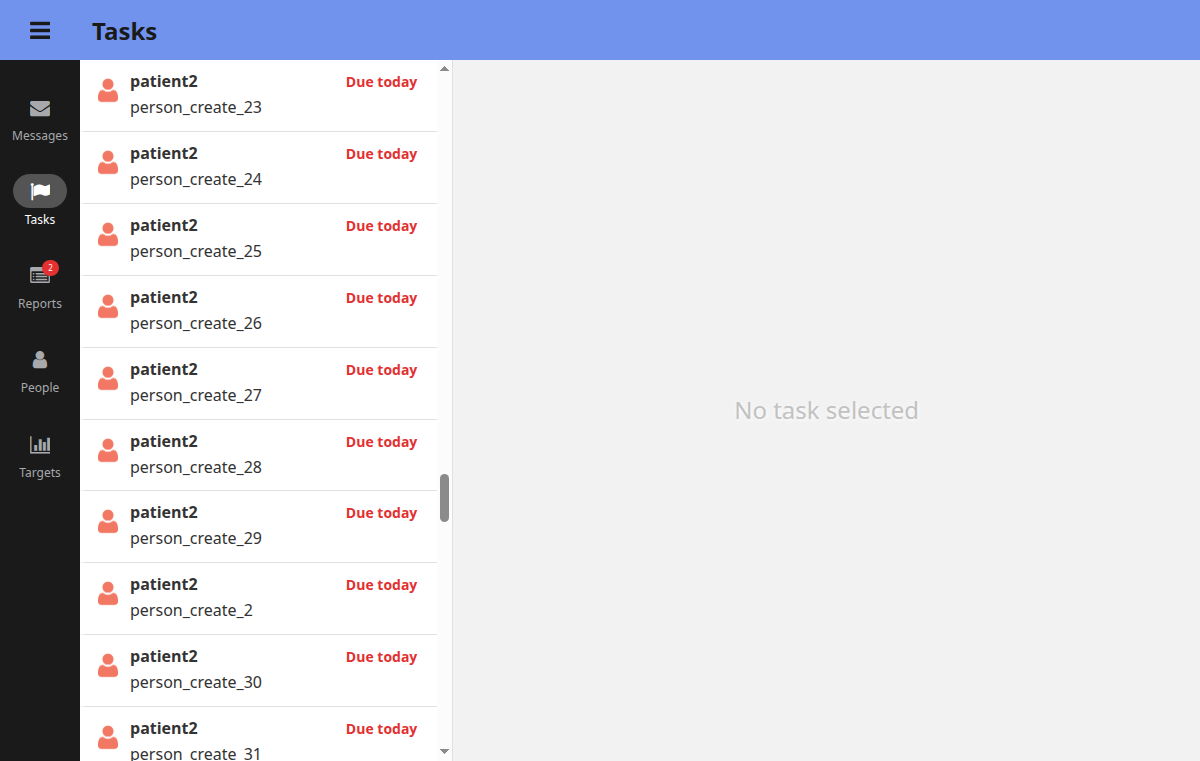 Tasks
Messages
Tasks
2
Reports
People
Targets
patient2 Due today
person_create_23
patient2 Due today
person_create_24
patient2 Due today
person_create_25
patient2 Due today
person_create_26
patient2 Due today
person_create_27
patient2 Due today
person_create_28
patient2 Due today
person_create_29
patient2 Due today
person_create_2
patient2 Due today
person_create_30
patient2 Due today
person_create_31
No task selected